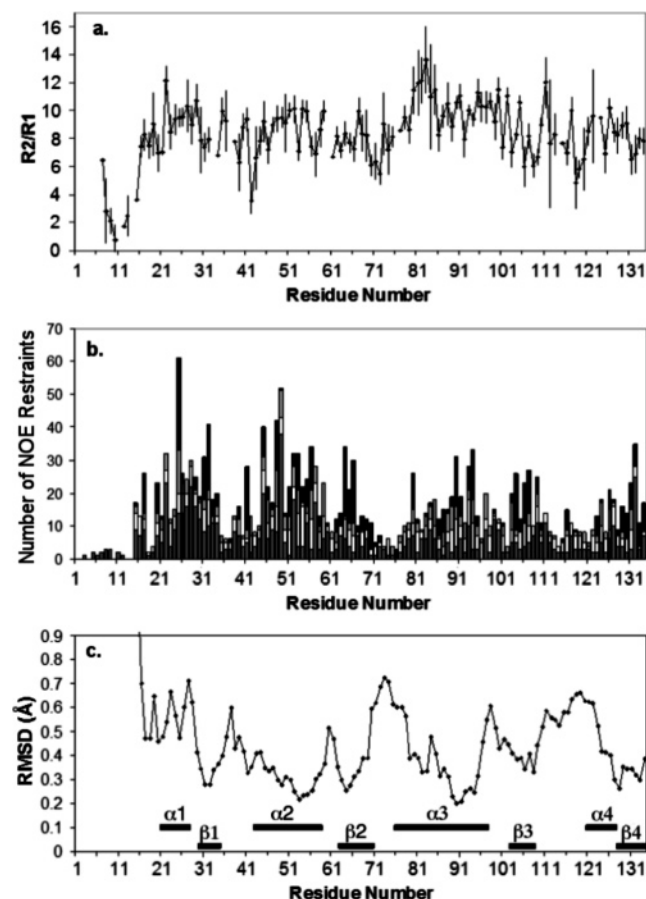 a.
16
14
12
10
8
6
4
2
0
R2/R1
1 11 21 31 41 51 61 71 81 91 101 111 121 131
Residue Number
b.
70
60
50
40
30
20
10
0
Number of NOE Restraints
1 11 21 31 41 51 61 71 81 91 101 111 121 131
Residue Number
c.
0.9
0.8
0.7
0.6
0.5
0.4
0.3
0.2
0.1
0
RMSD (Å)
α1 α2 α3 α4
β1 β2 β3 β4
1 11 21 31 41 51 61 71 81 91 101 111 121 131
Residue Number